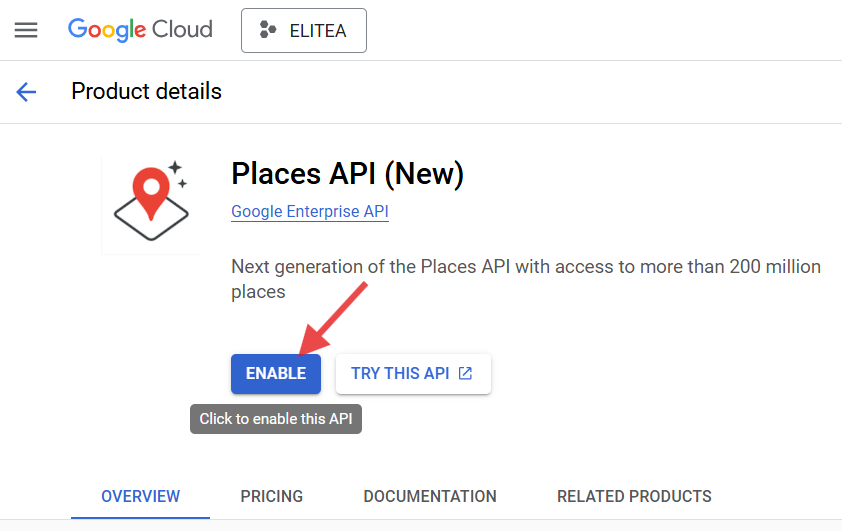 Google Cloud
ELITEA
Product details
Places API (New)
Google Enterprise API
Next generation of the Places API with access to more than 200 million
places
ENABLE
TRY THIS API
Click to enable this API
OVERVIEW
PRICING
DOCUMENTATION
RELATED PRODUCTS